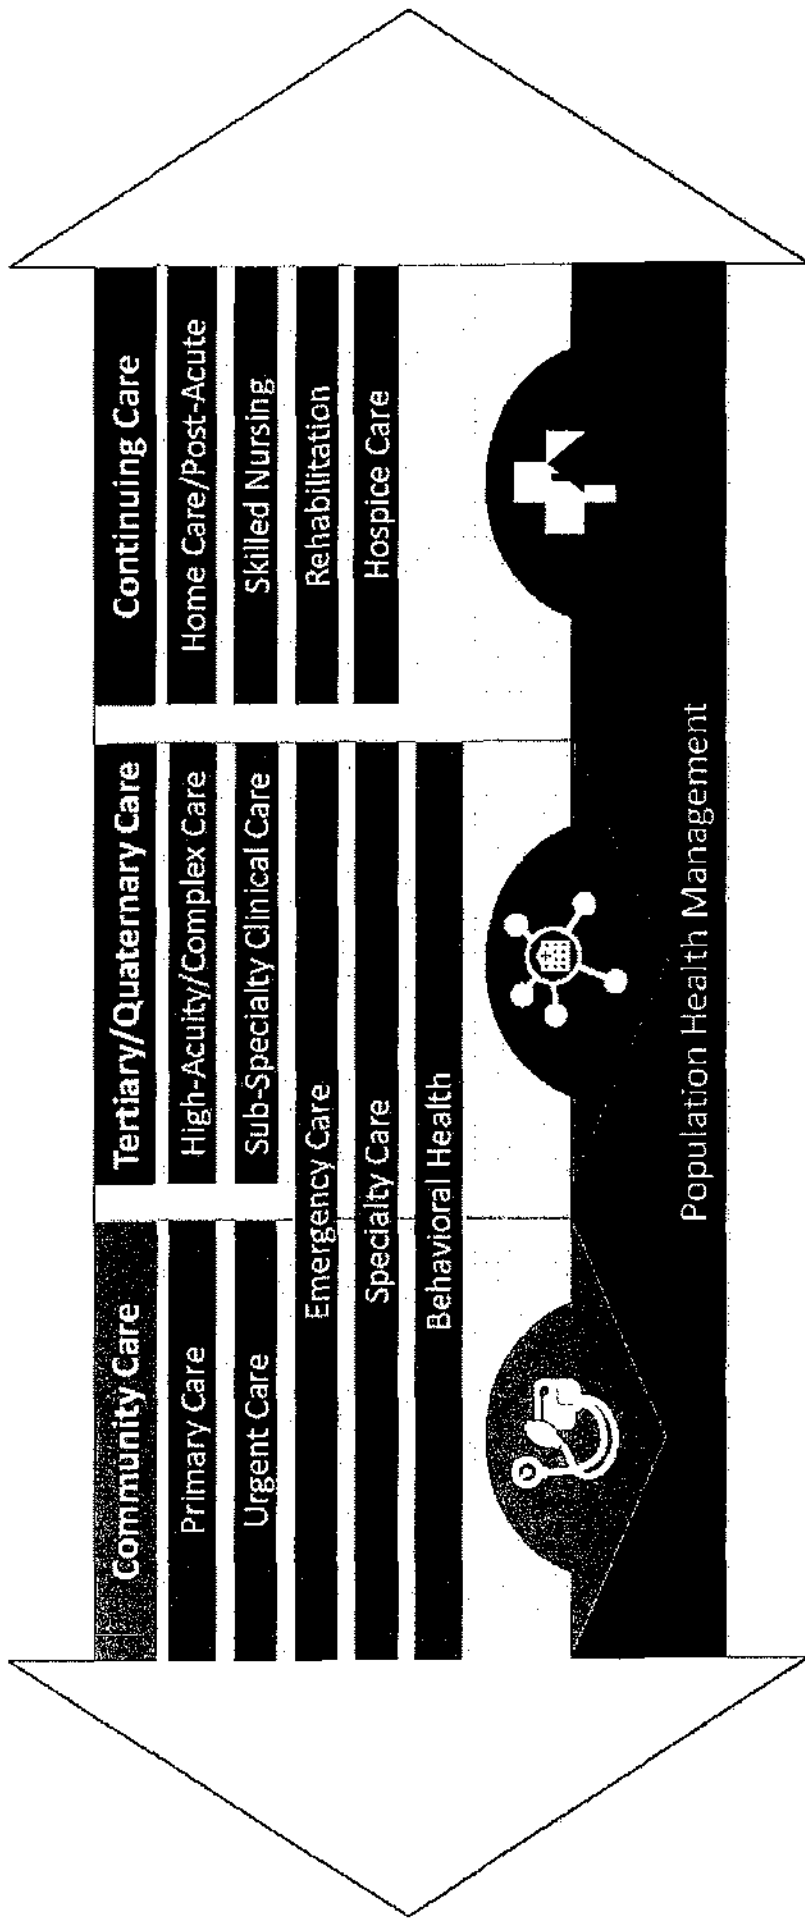 Community Care
Primary Care
Urgent Care
Tertiary/Quaternary Care
High-Acuity/Complex Care
Sub-Specialty Clinical Care
Emergency Care
Specialty Care
Behavioral Health
Continuing Care
Home Care/Post-Acute
Skilled Nursing
Rehabilitation
Hospice Care
Population Health Management